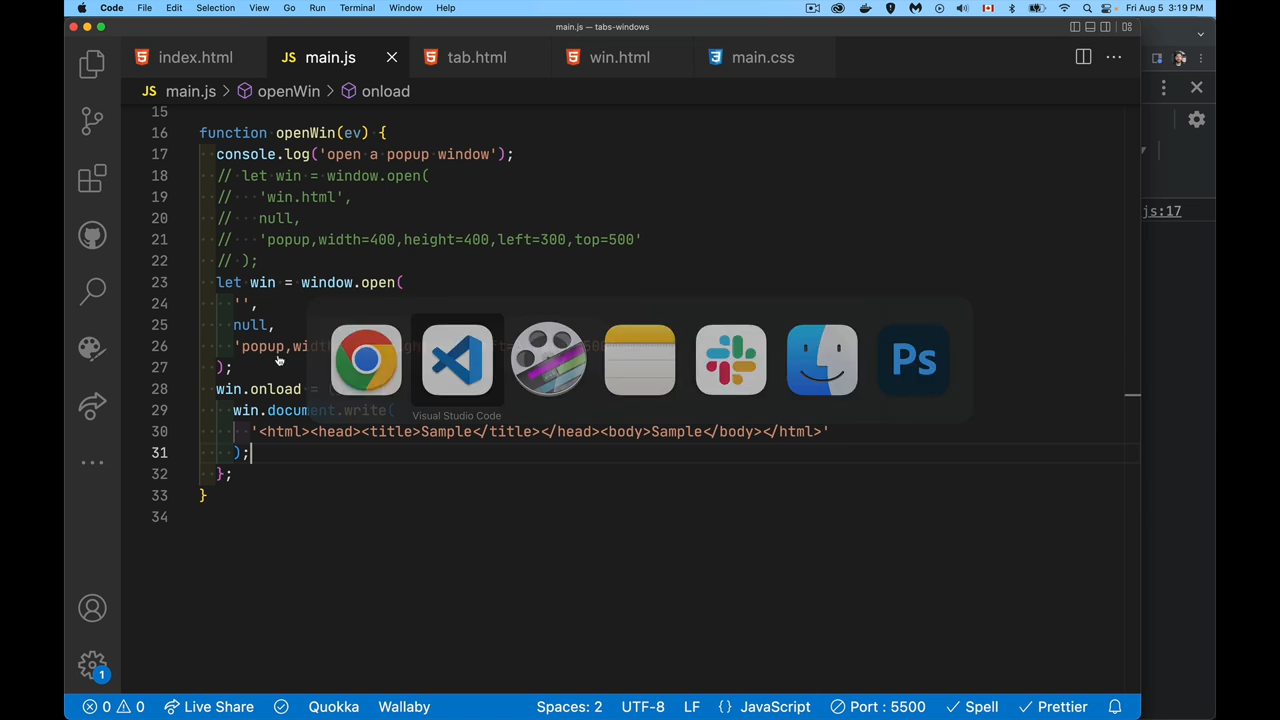 Code File Edit Selection View Go Run Terminal Window Help Fri Aug 5 3:19 PM
main.js — tabs-windows
index.html JS main.js tab.html win.html main.css
JS main.js > openWin > onload
15
16 function openWin(ev) {
17 console.log('open a popup window');
18 // let win = window.open(
19 // 'win.html',
20 // null,
21 // 'popup,width=400,height=400,left=300,top=500'
22 // );
23 let win = window.open(
24 '',
25 null,
26 'popup,
27 );
28 win.onload =
29 win.document.write(
Visual Studio Code
30 '<html><head><title>Sample</title></head><body>Sample</body></html>'
31 );
32 };
33 }
34
js:17
Ps
1
0 0 Live Share Quokka Wallaby Spaces: 2 UTF-8 LF {} JavaScript Port : 5500 Spell Prettier